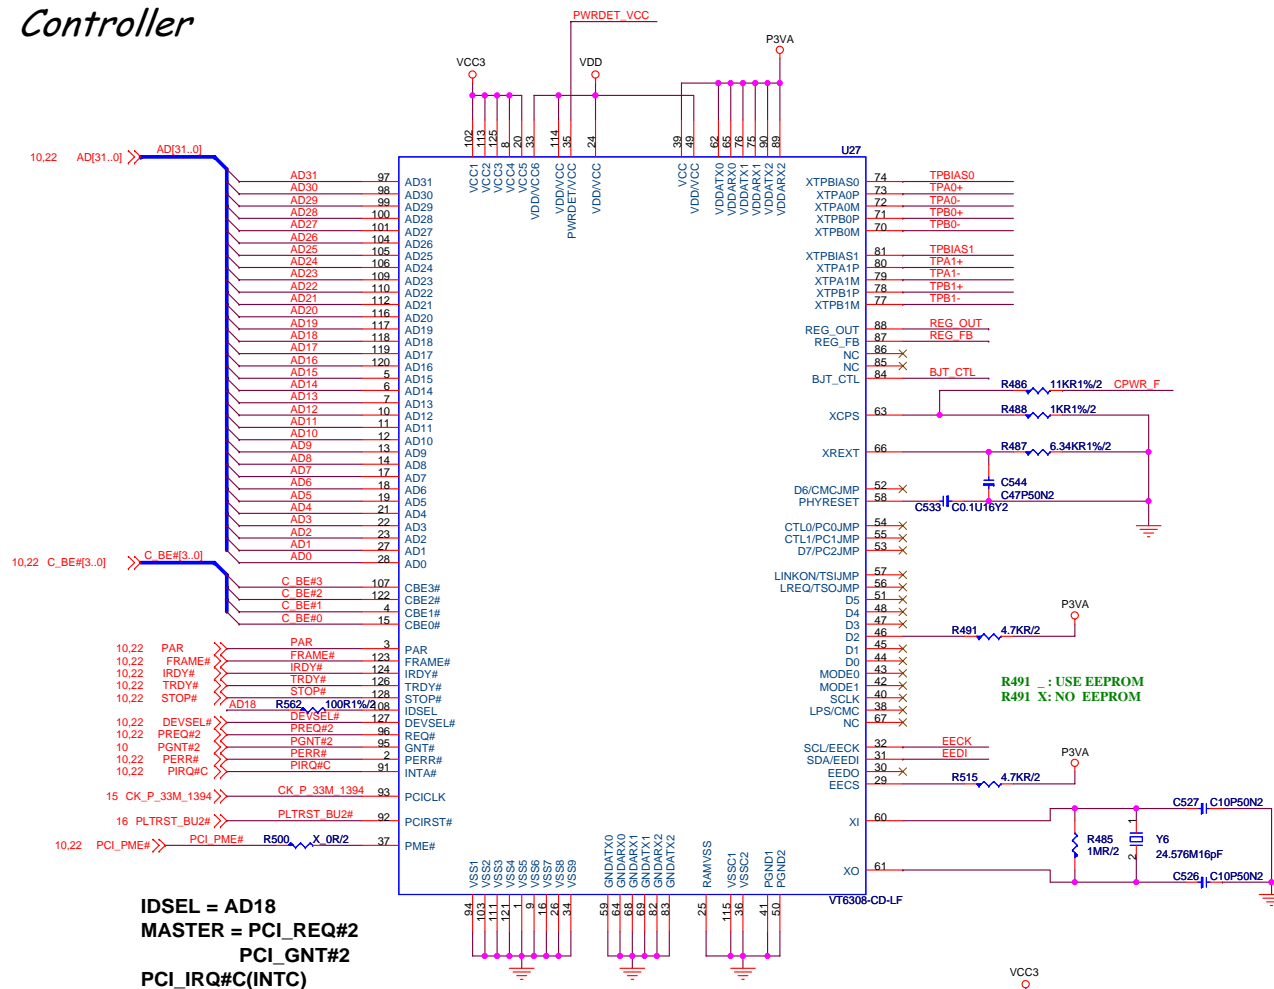 Controller
PWRDET_VCC
P3VA
VCC3
VDD
102 113 125 8 20 33 114 35 24 39 49 62 65 76 75 90 89
U27
VCC1 VCC2 VCC3 VCC4 VCC5 VDD/VCC6 VDD/VCC PWRDET/VCC VDD/VCC VCC VDD/VCC VDDATX0 VDDARX0 VDDATX1 VDDARX1 VDDATX2 VDDARX2
10,22 AD[31..0] AD[31..0]
AD31 97 AD31
AD30 98 AD30
AD29 99 AD29
AD28 100 AD28
AD27 101 AD27
AD26 104 AD26
AD25 105 AD25
AD24 106 AD24
AD23 109 AD23
AD22 110 AD22
AD21 112 AD21
AD20 116 AD20
AD19 117 AD19
AD18 118 AD18
AD17 119 AD17
AD16 120 AD16
AD15 5 AD15
AD14 6 AD14
AD13 7 AD13
AD12 10 AD12
AD11 11 AD11
AD10 12 AD10
AD9 13 AD9
AD8 14 AD8
AD7 17 AD7
AD6 18 AD6
AD5 19 AD5
AD4 21 AD4
AD3 22 AD3
AD2 23 AD2
AD1 27 AD1
AD0 28 AD0
10,22 C_BE#[3..0] C_BE#[3..0]
C_BE#3 107 CBE3#
C_BE#2 122 CBE2#
C_BE#1 4 CBE1#
C_BE#0 15 CBE0#
10,22 PAR PAR 3 PAR
10,22 FRAME# FRAME# 123 FRAME#
10,22 IRDY# IRDY# 124 IRDY#
10,22 TRDY# TRDY# 126 TRDY#
10,22 STOP# STOP# 128 STOP#
AD18 R562 100R1%/2 108 IDSEL
10,22 DEVSEL# DEVSEL# 127 DEVSEL#
10,22 PREQ#2 PREQ#2 96 REQ#
10 PGNT#2 PGNT#2 95 GNT#
10,22 PERR# PERR# 2 PERR#
10,22 PIRQ#C PIRQ#C 91 INTA#
15 CK_P_33M_1394 CK_P_33M_1394 93 PCICLK
16 PLTRST_BU2# PLTRST_BU2# 92 PCIRST#
10,22 PCI_PME# PCI_PME# R500 X_0R/2 37 PME#
XTPBIAS0 74 TPBIAS0
XTPA0P 73 TPA0+
XTPA0M 72 TPA0-
XTPB0P 71 TPB0+
XTPB0M 70 TPB0-
XTPBIAS1 81 TPBIAS1
XTPA1P 80 TPA1+
XTPA1M 79 TPA1-
XTPB1P 78 TPB1+
XTPB1M 77 TPB1-
REG_OUT 88 REG_OUT
REG_FB 87 REG_FB
NC 86
NC 85
BJT_CTL 84 BJT_CTL
R486 11KR1%/2 CPWR_F
XCPS 63 R488 1KR1%/2
XREXT 66 R487 6.34KR1%/2
C544
C47P50N2
D6/CMCJMP 52
PHYRESET 58 C533 C0.1U16Y2
CTL0/PC0JMP 54
CTL1/PC1JMP 55
D7/PC2JMP 53
LINKON/TSIJMP 57
LREQ/TSOJMP 56
D5 51
D4 48
D3 47
D2 46 R491 4.7KR/2 P3VA
D1 45
D0 44
MODE0 43
MODE1 42
SCLK 40
LPS/CMC 38
NC 67
R491 _ : USE EEPROM
R491 X: NO EEPROM
SCL/EECK 32 EECK
SDA/EEDI 31 EEDI
EEDO 30
EECS 29 R515 4.7KR/2 P3VA
XI 60
C527 C10P50N2
R485
1MR/2
1
2
Y6
24.576M16pF
XO 61
C526 C10P50N2
VT6308-CD-LF
VSS1 VSS2 VSS3 VSS4 VSS5 VSS6 VSS7 VSS8 VSS9 GNDATX0 GNDARX0 GNDARX1 GNDATX1 GNDARX2 GNDATX2 RAMVSS VSSC1 VSSC2 PGND1 PGND2
94 103 111 121 1 9 16 26 34 59 64 68 69 82 83 25 115 36 41 50
IDSEL = AD18
MASTER = PCI_REQ#2
PCI_GNT#2
PCI_IRQ#C(INTC)
VCC3